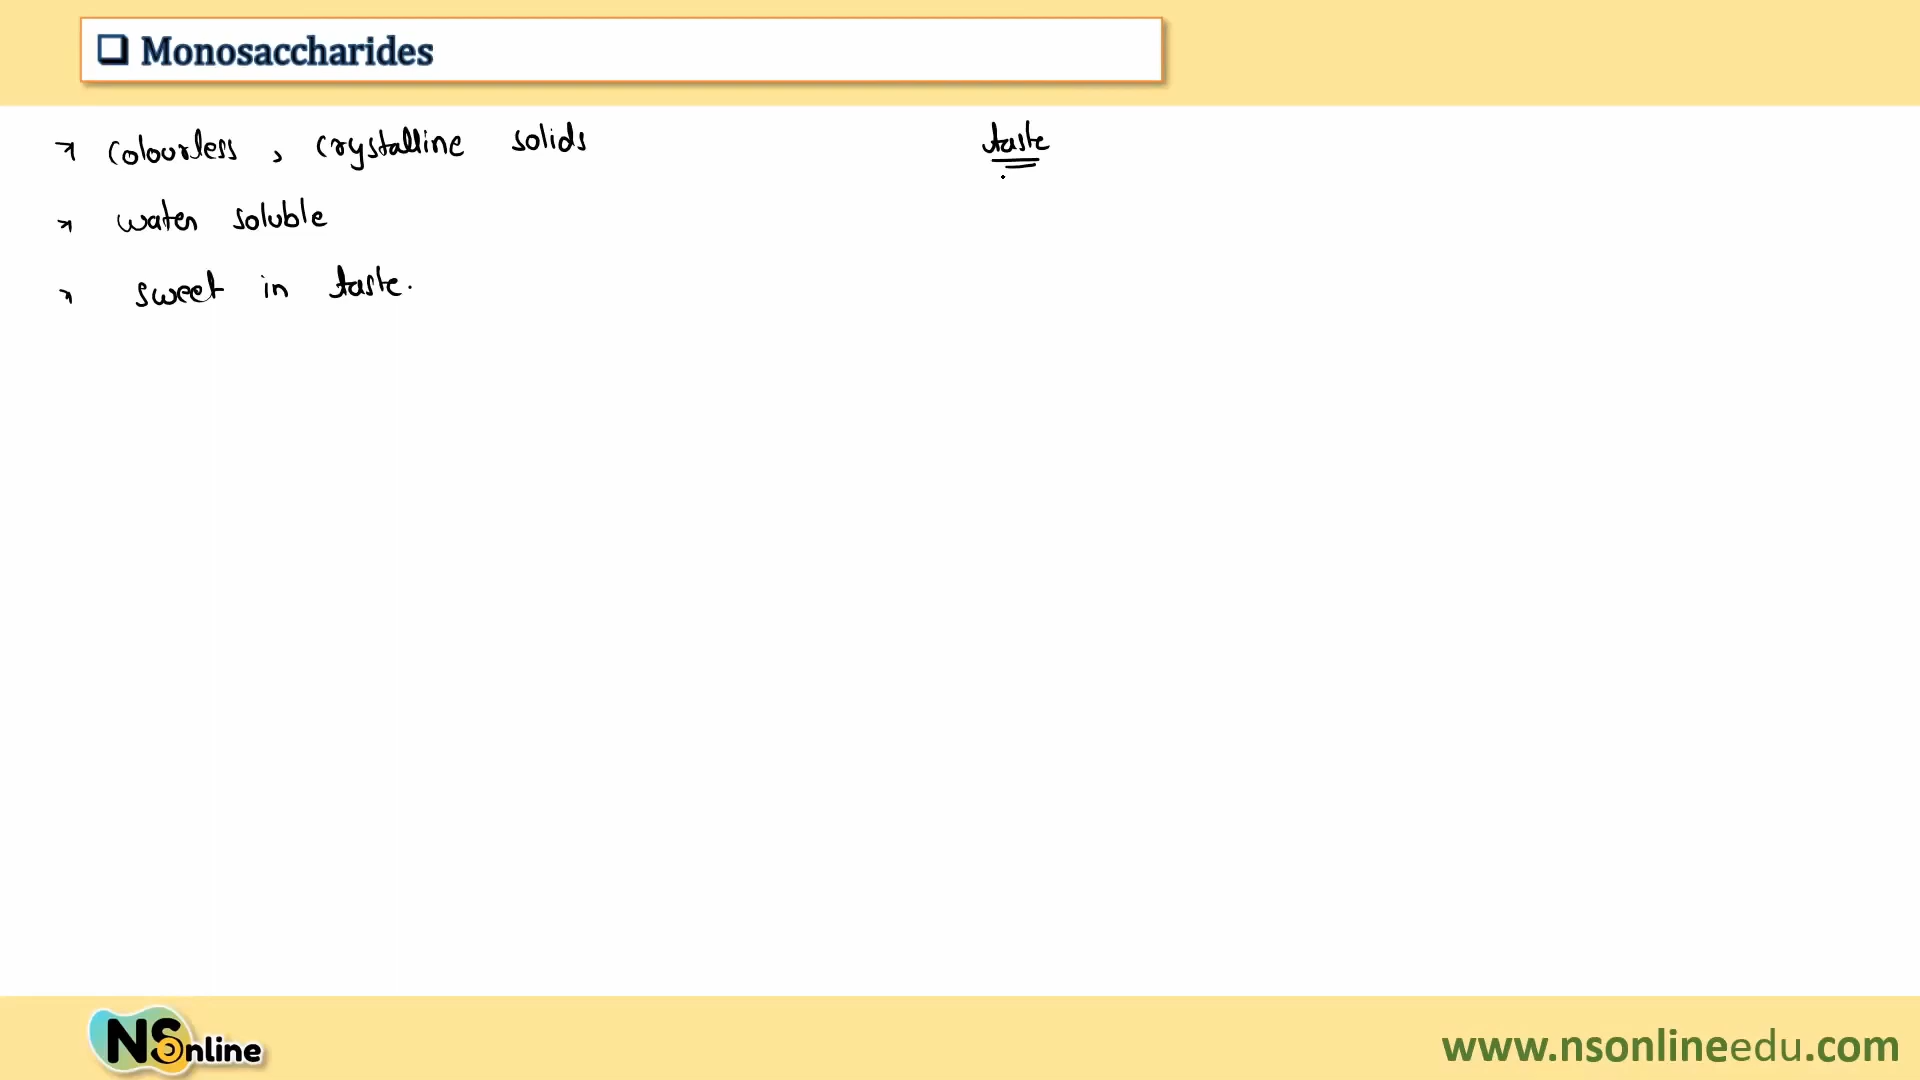 Monosaccharides
→ Colourless , crystalline solids
taste
→ water soluble
→ sweet in taste.
NSOnline
www.nsonlineedu.com